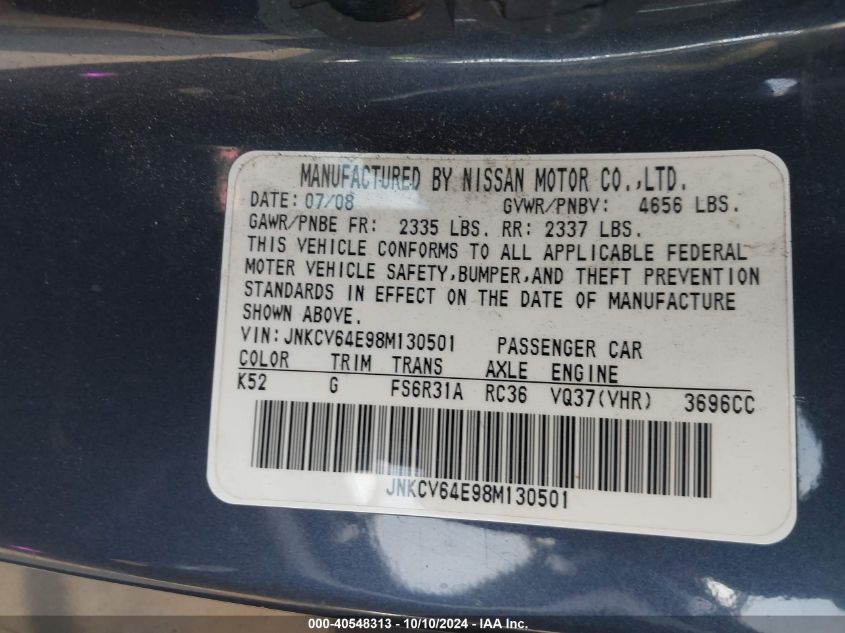 MANUFACTURED BY NISSAN MOTOR CO.,LTD.
DATE: 07/08 GVWR/PNBV: 4656 LBS.
GAWR/PNBE FR: 2335 LBS. RR: 2337 LBS.
THIS VEHICLE CONFORMS TO ALL APPLICABLE FEDERAL
MOTER VEHICLE SAFETY,BUMPER,AND THEFT PREVENTION
STANDARDS IN EFFECT ON THE DATE OF MANUFACTURE
SHOWN ABOVE.
VIN:JNKCV64E98M130501 PASSENGER CAR
COLOR TRIM TRANS AXLE ENGINE
K52 G FS6R31A RC36 VQ37(VHR) 3696CC
JNKCV64E98M130501
000-40548313 - 10/10/2024 - IAA Inc.